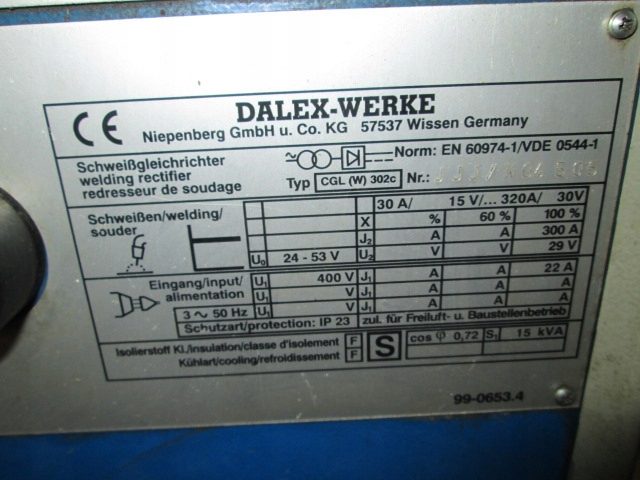 CE DALEX-WERKE
Niepenberg GmbH u. Co. KG 57537 Wissen Germany
Schweißgleichrichter
welding rectifier
redresseur de soudage
Norm: EN 60974-1/VDE 0544-1
Typ CGL (W) 302c Nr.:
Schweißen/welding/
souder
30 A/ 15 V/... 320A/ 30V
X % 60 % 100 %
J2 A A 300 A
U0 24 - 53 V U2 V V 29 V
Eingang/input/
alimentation
3 ~ 50 Hz
U1 400 V J1 A A 22 A
U1 V J1 A A A
U1 V J1 A A A
Schutzart/protection: IP 23 zul. für Freiluft- u. Baustellenbetrieb
Isolierstoff Kl./insulation/classe d'isolement F
Kühlart/cooling/refroidissement F
S cos φ 0,72 S1 15 kVA
99-0653.4